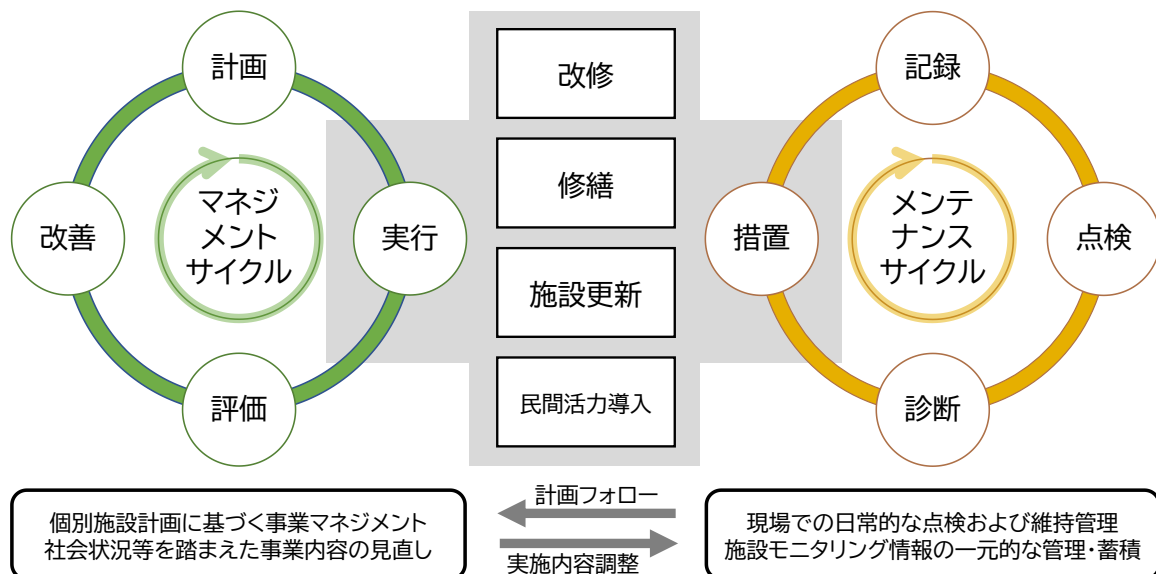 計画
改善
マネジ
メント
サイクル
実行
評価
改修
修繕
施設更新
民間活力導入
記録
措置
メンテ
ナンス
サイクル
点検
診断
個別施設計画に基づく事業マネジメント
社会状況等を踏まえた事業内容の見直し
計画フォロー
実施内容調整
現場での日常的な点検および維持管理
施設モニタリング情報の一元的な管理・蓄積